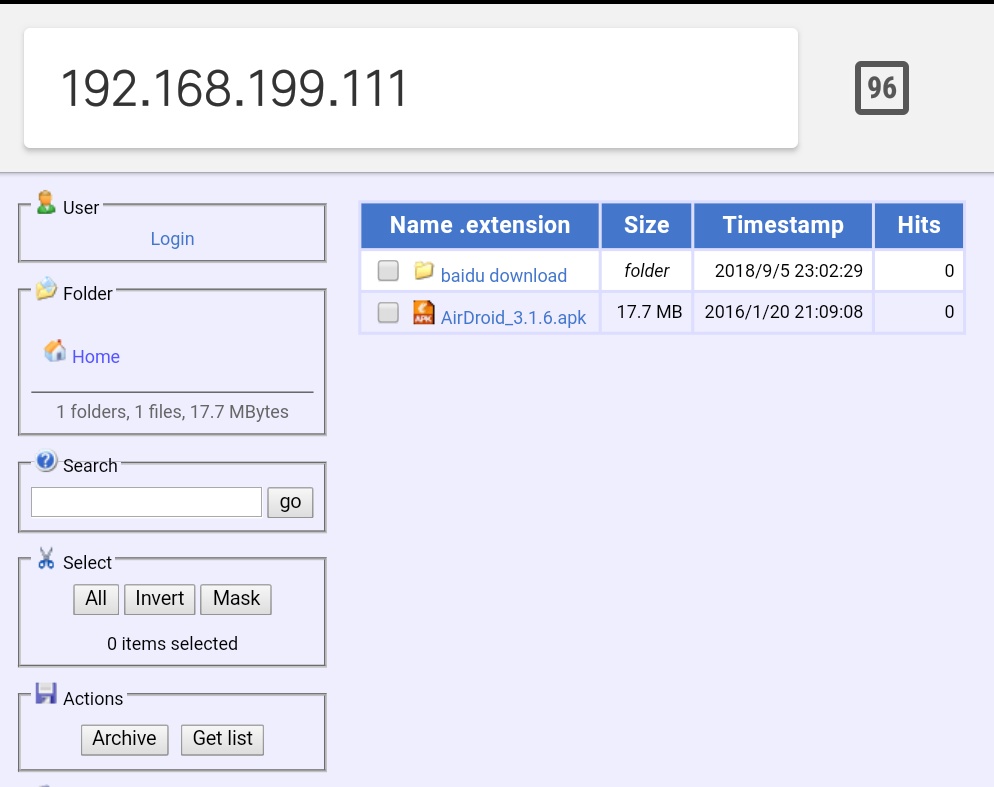 192.168.199.111
96
User
Login
Folder
Home
1 folders, 1 files, 17.7 MBytes
Search
go
Select
All Invert Mask
0 items selected
Actions
Archive Get list
Name .extension Size Timestamp Hits
baidu download folder 2018/9/5 23:02:29 0
APK AirDroid_3.1.6.apk 17.7 MB 2016/1/20 21:09:08 0